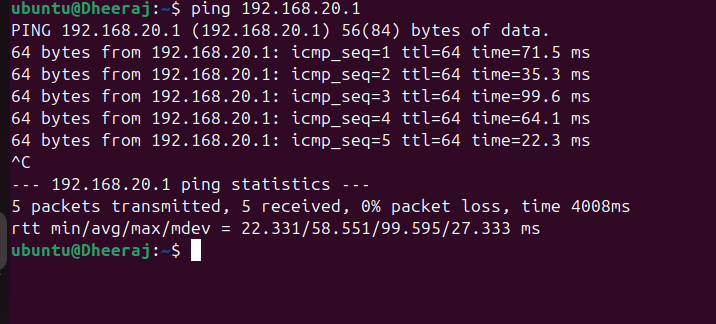 ubuntu@Dheeraj:~$ ping 192.168.20.1
PING 192.168.20.1 (192.168.20.1) 56(84) bytes of data.
64 bytes from 192.168.20.1: icmp_seq=1 ttl=64 time=71.5 ms
64 bytes from 192.168.20.1: icmp_seq=2 ttl=64 time=35.3 ms
64 bytes from 192.168.20.1: icmp_seq=3 ttl=64 time=99.6 ms
64 bytes from 192.168.20.1: icmp_seq=4 ttl=64 time=64.1 ms
64 bytes from 192.168.20.1: icmp_seq=5 ttl=64 time=22.3 ms
^C
--- 192.168.20.1 ping statistics ---
5 packets transmitted, 5 received, 0% packet loss, time 4008ms
rtt min/avg/max/mdev = 22.331/58.551/99.595/27.333 ms
ubuntu@Dheeraj:~$